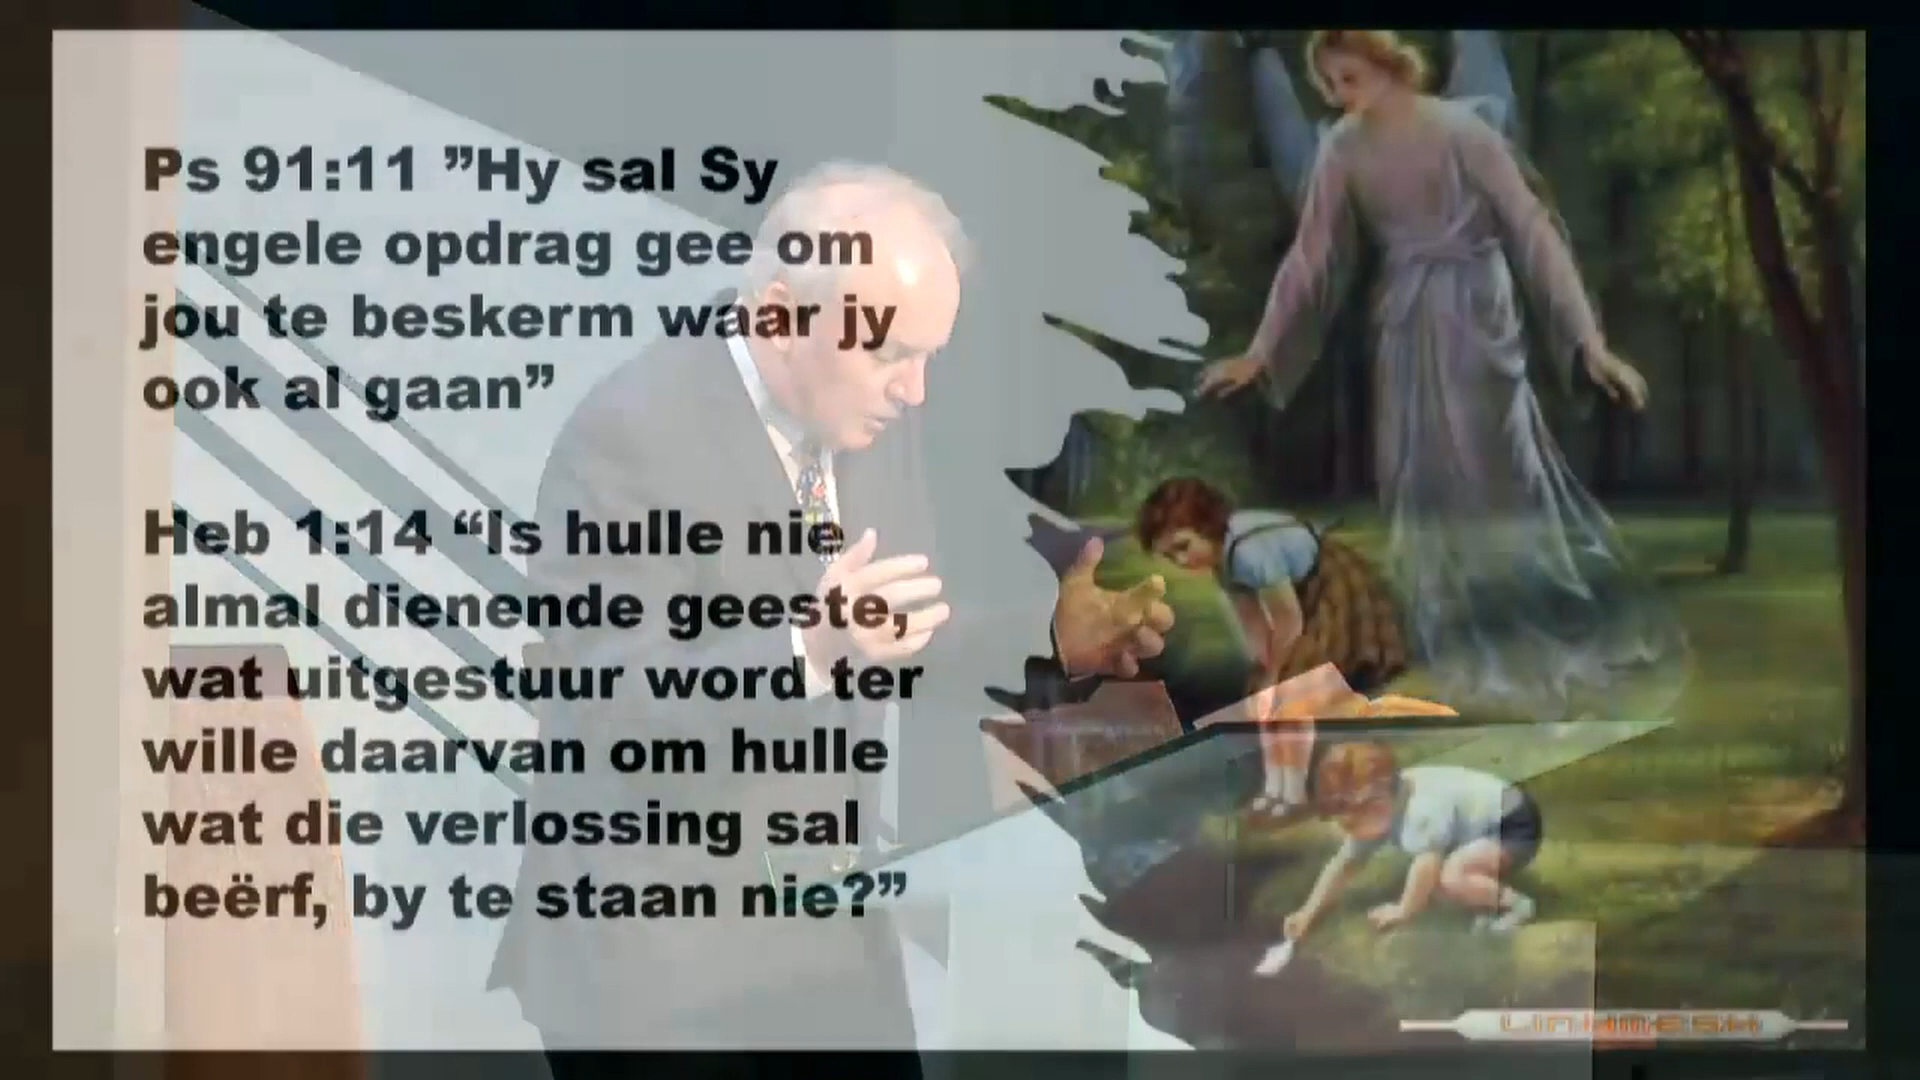 Ps 91:11 ”Hy sal Sy
engele opdrag gee om
jou te beskerm waar jy
ook al gaan”
Heb 1:14 “Is hulle nie
almal dienende geeste,
wat uitgestuur word ter
wille daarvan om hulle
wat die verlossing sal
beërf, by te staan nie?”